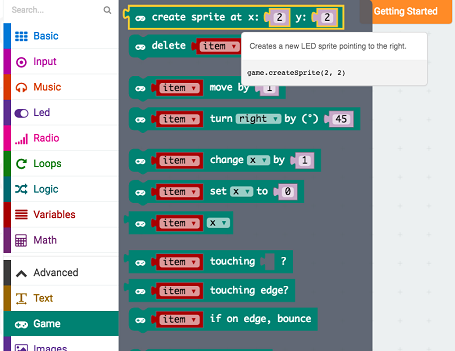 Search...
Basic
Input
Music
Led
Radio
Loops
Logic
Variables
Math
Advanced
Text
Game
Images
create sprite at x: 2 y: 2
delete item
item move by 1
item turn right by (°) 45
item change x by 1
item set x to 0
item x
item touching ?
item touching edge?
item if on edge, bounce
Getting Started
Creates a new LED sprite pointing to the right.
game.createSprite(2, 2)